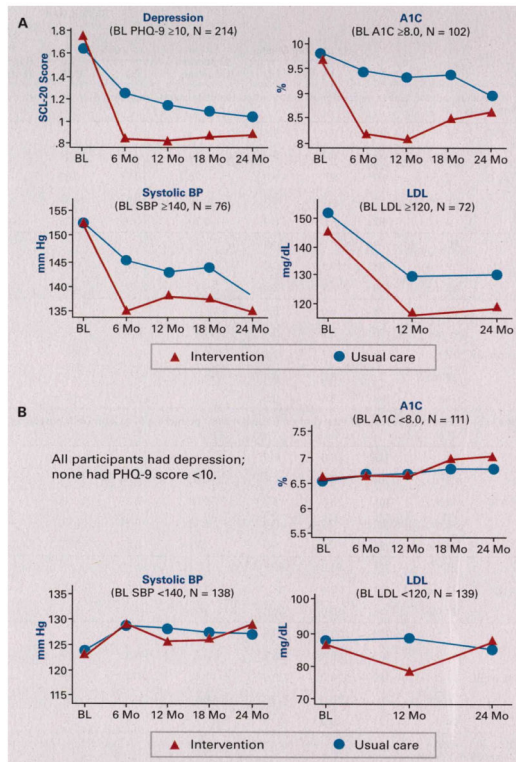 A
Depression
(BL PHQ-9 ≥10, N = 214)
SCL-20 Score
1.8
1.6
1.4
1.2
1
.8
BL
6 Mo
12 Mo
18 Mo
24 Mo
A1C
(BL A1C ≥8.0, N = 102)
%
10
9.5
9
8.5
8
BL
6 Mo
12 Mo
18 Mo
24 Mo
Systolic BP
(BL SBP ≥140, N = 76)
mm Hg
155
150
145
140
135
BL
6 Mo
12 Mo
18 Mo
24 Mo
LDL
(BL LDL ≥120, N = 72)
mg/dL
150
140
130
120
BL
12 Mo
24 Mo
Intervention
Usual care
B
All participants had depression;
none had PHQ-9 score <10.
A1C
(BL A1C <8.0, N = 111)
%
7.5
7
6.5
6
5.5
BL
6 Mo
12 Mo
18 Mo
24 Mo
Systolic BP
(BL SBP <140, N = 138)
mm Hg
135
130
125
120
115
BL
6 Mo
12 Mo
18 Mo
24 Mo
LDL
(BL LDL <120, N = 139)
mg/dL
100
90
80
70
BL
12 Mo
24 Mo
Intervention
Usual care